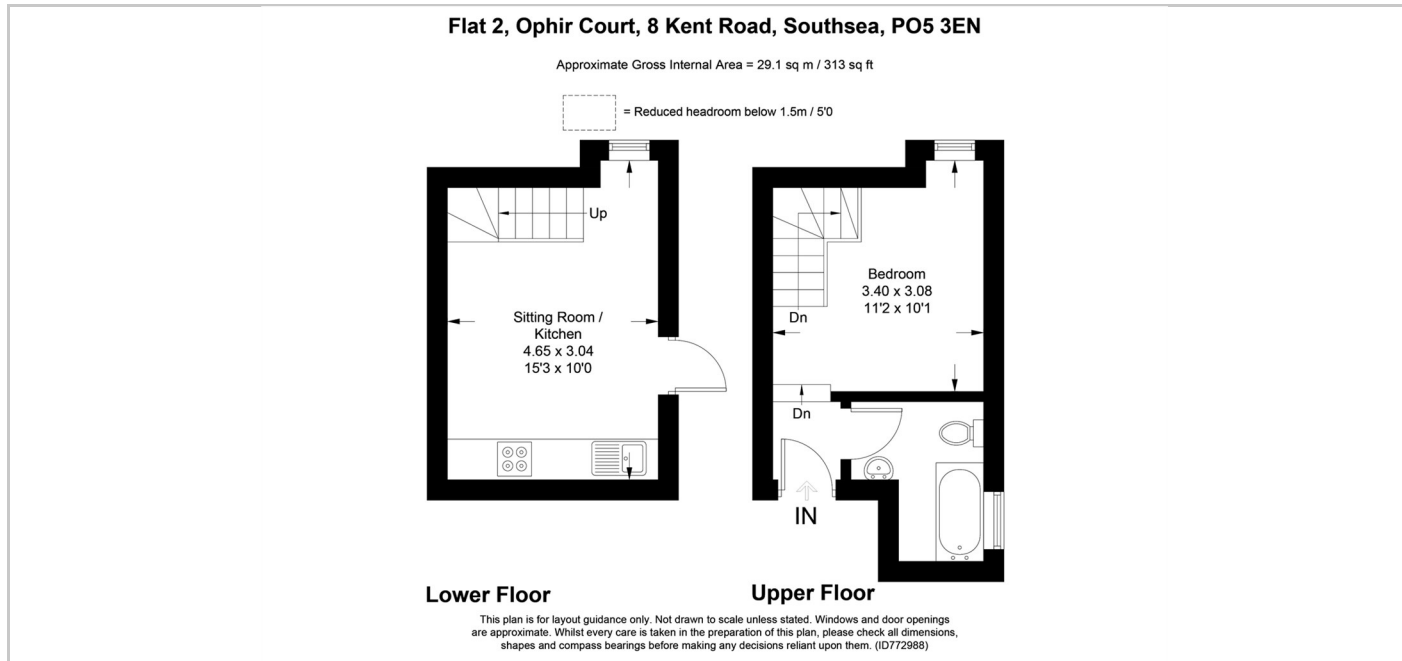 Flat 2, Ophir Court, 8 Kent Road, Southsea, PO5 3EN
Approximate Gross Internal Area = 29.1 sq m / 313 sq ft
= Reduced headroom below 1.5m / 5'0
Up
Sitting Room /
Kitchen
4.65 x 3.04
15'3 x 10'0
Bedroom
3.40 x 3.08
11'2 x 10'1
Dn
Dn
IN
Lower Floor
Upper Floor
This plan is for layout guidance only. Not drawn to scale unless stated. Windows and door openings
are approximate. Whilst every care is taken in the preparation of this plan, please check all dimensions,
shapes and compass bearings before making any decisions reliant upon them. (ID772988)